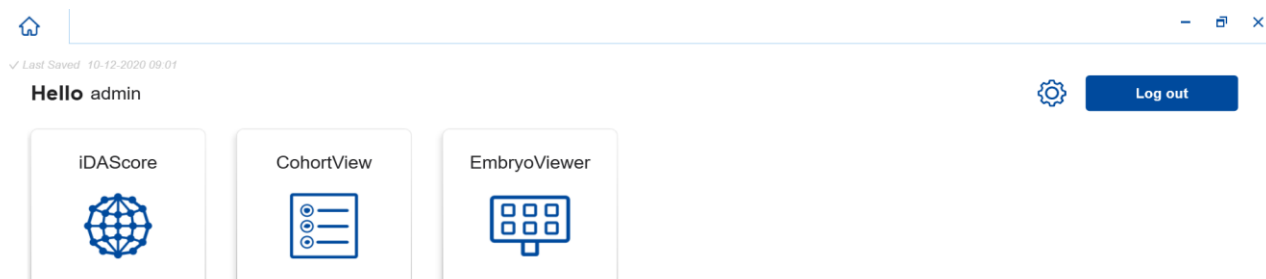 ✓ Last Saved 10-12-2020 09:01
Hello admin
Log out
iDAScore
CohortView
EmbryoViewer